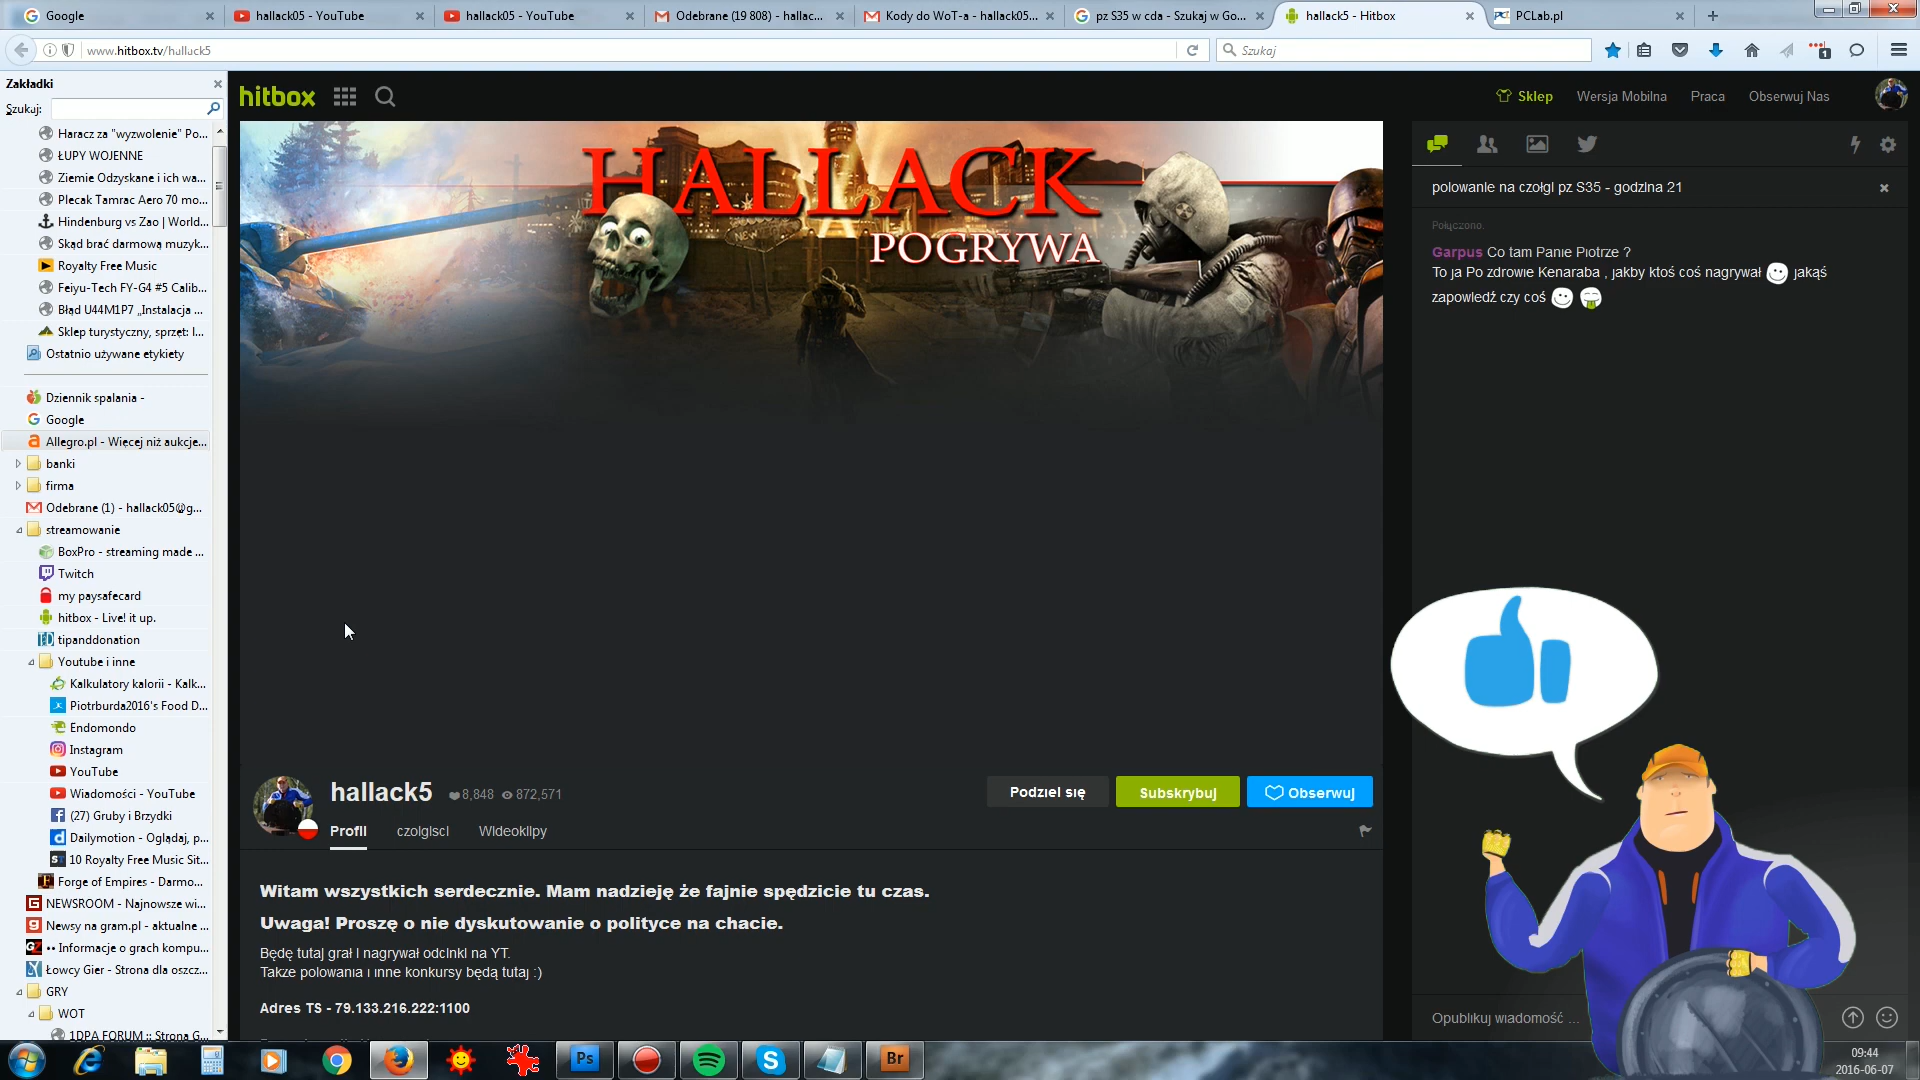 Google
hallack05 - YouTube
hallack05 - YouTube
Odebrane (19 808) - hallac...
Kody do WoT-a - hallack05...
pz S35 w cda - Szukaj w Go...
hallack5 - Hitbox
PCLab.pl
www.hitbox.tv/hallack5
Szukaj
1
Zakładki
Szukaj:
Haracz za "wyzwolenie" Po...
ŁUPY WOJENNE
Ziemie Odzyskane i ich wa...
Plecak Tamrac Aero 70 mo...
Hindenburg vs Zao | World...
Skąd brać darmową muzyk...
Royalty Free Music
Feiyu-Tech FY-G4 #5 Calib...
Błąd U44M1P7 „Instalacja ...
Sklep turystyczny, sprzęt: l...
Ostatnio używane etykiety
Dziennik spalania -
Google
Allegro.pl - Więcej niż aukcje...
banki
firma
Odebrane (1) - hallack05@g...
streamowanie
BoxPro - streaming made ...
Twitch
my paysafecard
hitbox - Live! it up.
tipanddonation
Youtube i inne
Kalkulatory kalorii - Kalk...
Piotrburda2016's Food D...
Endomondo
Instagram
YouTube
Wiadomości - YouTube
(27) Gruby i Brzydki
Dailymotion - Oglądaj, p...
10 Royalty Free Music Sit...
Forge of Empires - Darmo...
NEWSROOM - Najnowsze wi...
Newsy na gram.pl - aktualne ...
•• Informacje o grach kompu...
Łowcy Gier - Strona dla oszcz...
GRY
WOT
1DPA FORUM :: Strona G...
hitbox
Sklep
Wersja Mobilna
Praca
Obserwuj Nas
HALLACK
POGRYWA
polowanie na czołgi pz S35 - godzina 21
Połączono.
Garpus Co tam Panie Piotrze ?
To ja Po zdrowie Kenaraba , jakby ktoś coś nagrywał jakąś
zapowiedź czy coś
hallack5
8,848
872,571
Podziel się
Subskrybuj
Obserwuj
Profil
czolgisci
Wideoklipy
Witam wszystkich serdecznie. Mam nadzieję że fajnie spędzicie tu czas.
Uwaga! Proszę o nie dyskutowanie o polityce na chacie.
Będę tutaj grał i nagrywał odcinki na YT.
Także polowania i inne konkursy będą tutaj :)
Adres TS - 79.133.216.222:1100
Opublikuj wiadomość ...
Ps
Br
09:44
2016-06-07